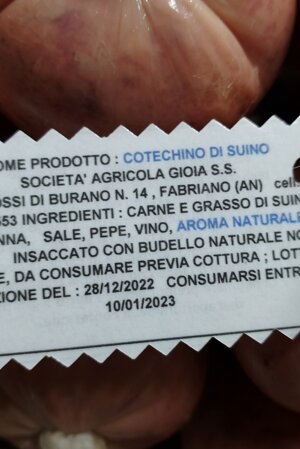 OME PRODOTTO : COTECHINO DI SUINO
SOCIETA' AGRICOLA GIOIA S.S.
OSSI DI BURANO N. 14 , FABRIANO (AN) cell
653 INGREDIENTI : CARNE E GRASSO DI SUIN
NNA, SALE, PEPE, VINO, AROMA NATURALE
INSACCATO CON BUDELLO NATURALE NO
E, DA CONSUMARE PREVIA COTTURA ; LOTT
ZIONE DEL : 28/12/2022 CONSUMARSI ENTR
10/01/2023